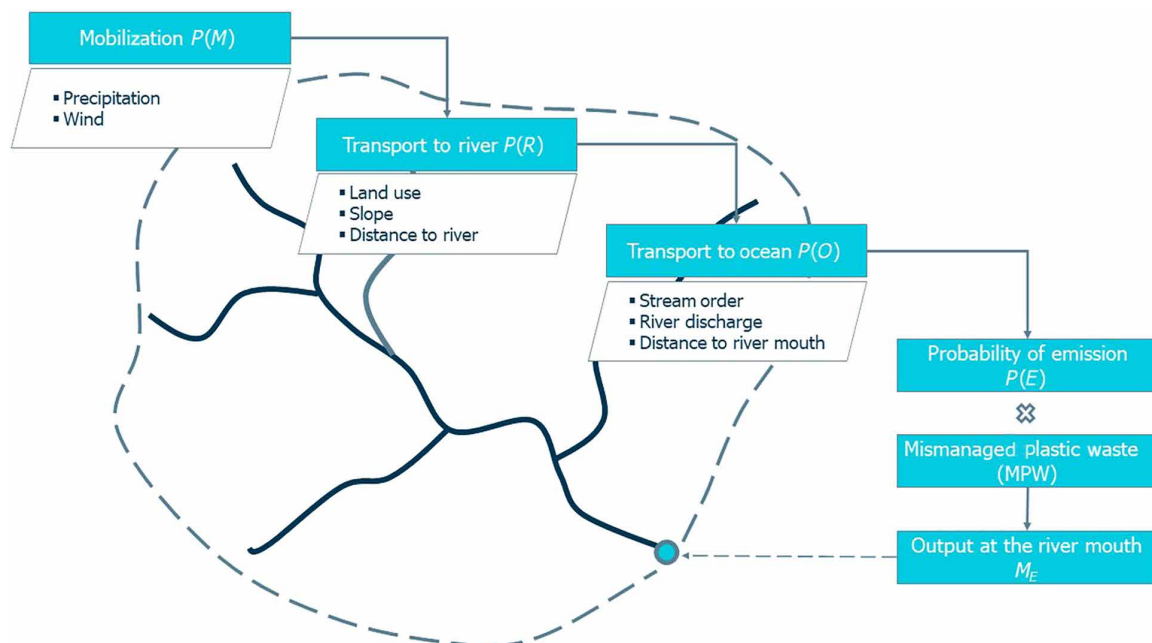 Mobilization P(M)
▪ Precipitation
▪ Wind
Transport to river P(R)
▪ Land use
▪ Slope
▪ Distance to river
Transport to ocean P(O)
▪ Stream order
▪ River discharge
▪ Distance to river mouth
Probability of emission
P(E)
Mismanaged plastic waste
(MPW)
Output at the river mouth
M_E